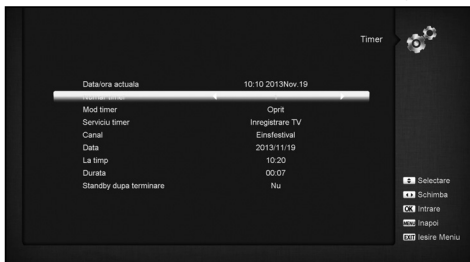 Timer
Data/ora actuala 10:10 2013Nov.19
Mod timer Oprit
Serviciu timer Inregistrare TV
Canal Einsfestival
Data 2013/11/19
La timp 10:20
Durata 00:07
Standby dupa terminare Nu
Selectare
Schimba
OK Intrare
MENU Inapoi
EXIT Iesire Meniu